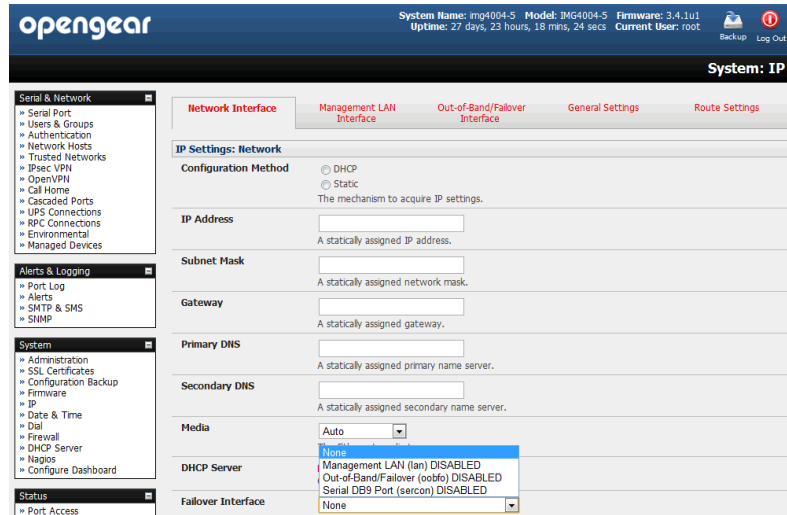 opengear
System Name: img4004-5 Model: IMG4004-5 Firmware: 3.4.1u1
Uptime: 27 days, 23 hours, 18 mins, 24 secs Current User: root
Backup
Log Out
System: IP
Serial & Network
» Serial Port
» Users & Groups
» Authentication
» Network Hosts
» Trusted Networks
» IPsec VPN
» OpenVPN
» Call Home
» Cascaded Ports
» UPS Connections
» RPC Connections
» Environmental
» Managed Devices
Alerts & Logging
» Port Log
» Alerts
» SMTP & SMS
» SNMP
System
» Administration
» SSL Certificates
» Configuration Backup
» Firmware
» IP
» Date & Time
» Dial
» Firewall
» DHCP Server
» Nagios
» Configure Dashboard
Status
» Port Access
Network Interface
Management LAN
Interface
Out-of-Band/Failover
Interface
General Settings
Route Settings
IP Settings: Network
Configuration Method
DHCP
Static
The mechanism to acquire IP settings.
IP Address
A statically assigned IP address.
Subnet Mask
A statically assigned network mask.
Gateway
A statically assigned gateway.
Primary DNS
A statically assigned primary name server.
Secondary DNS
A statically assigned secondary name server.
Media
Auto
DHCP Server
None
Management LAN (lan) DISABLED
Out-of-Band/Failover (oobfo) DISABLED
Serial DB9 Port (sercon) DISABLED
Failover Interface
None